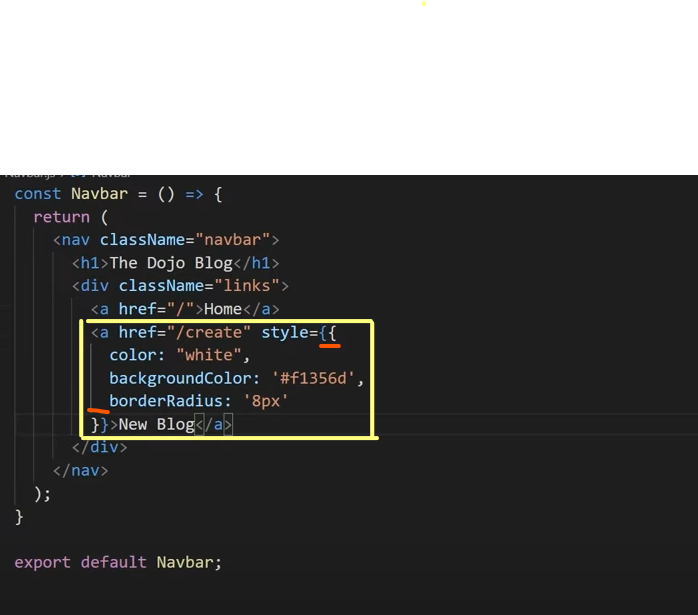 const Navbar = () => {
return (
<nav className="navbar">
<h1>The Dojo Blog</h1>
<div className="links">
<a href="/">Home</a>
<a href="/create" style={{
color: "white",
backgroundColor: '#f1356d',
borderRadius: '8px'
}}>New Blog</a>
</div>
</nav>
);
}
export default Navbar;